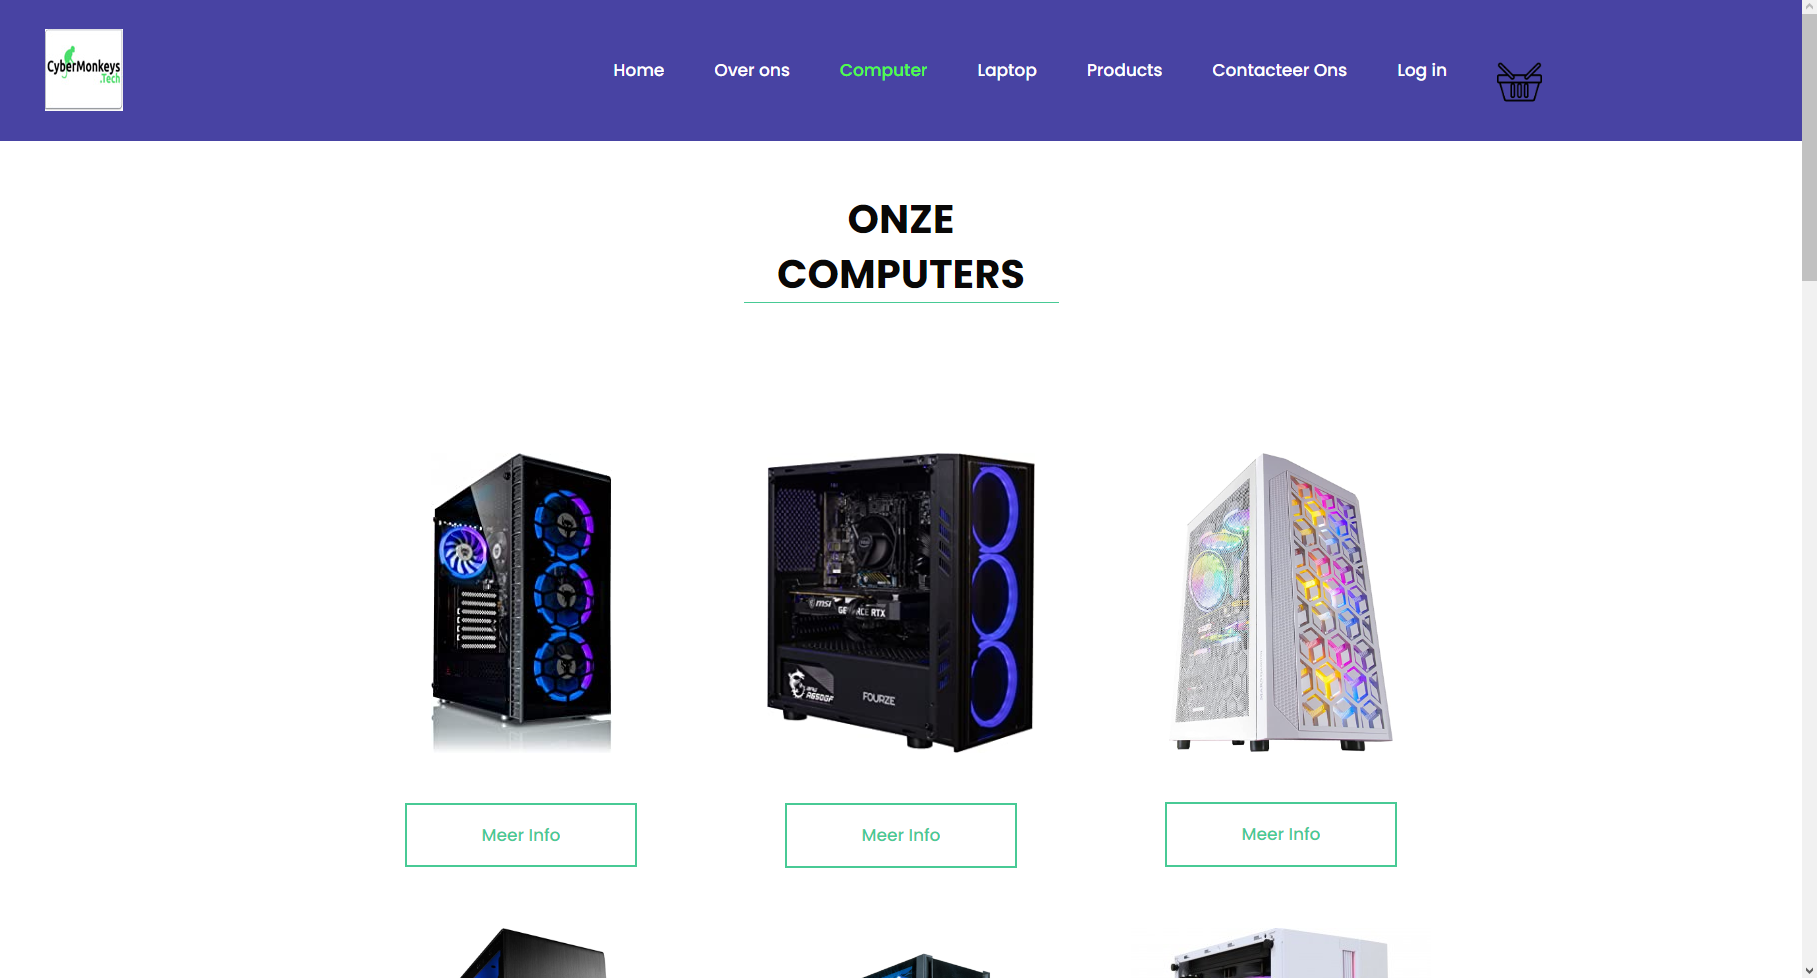 CyberMonkeys
.Tech
Home
Over ons
Computer
Laptop
Products
Contacteer Ons
Log in
ONZE
COMPUTERS
msi
GEFORCE RTX
A650GF
FOURZE
Meer Info
Meer Info
Meer Info